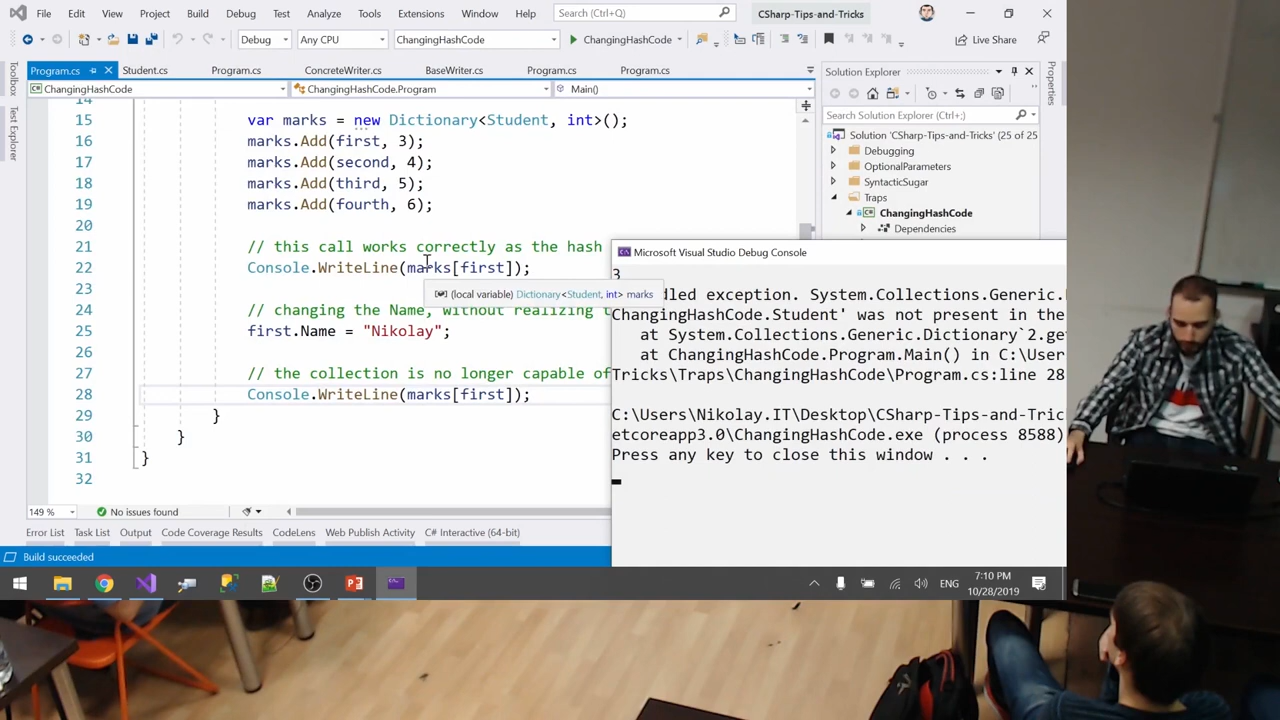 File Edit View Project Build Debug Test Analyze Tools Extensions Window Help Search (Ctrl+Q) CSharp-Tips-and-Tricks
Debug Any CPU ChangingHashCode ChangingHashCode Live Share
Program.cs Student.cs Program.cs ConcreteWriter.cs BaseWriter.cs Program.cs Program.cs
ChangingHashCode ChangingHashCode.Program Main()
Toolbox
Test Explorer
14
15 var marks = new Dictionary<Student, int>();
16 marks.Add(first, 3);
17 marks.Add(second, 4);
18 marks.Add(third, 5);
19 marks.Add(fourth, 6);
20
21 // this call works correctly as the hash
22 Console.WriteLine(marks[first]);
(local variable) Dictionary<Student, int> marks
23
24 // changing the Name, without realizing
25 first.Name = "Nikolay";
26
27 // the collection is no longer capable of
28 Console.WriteLine(marks[first]);
29 }
30 }
31 }
32
149 % No issues found
Error List Task List Output Code Coverage Results Web Publish Activity CodeLens C# Interactive (64-bit)
Build succeeded
Solution Explorer
Properties
Search Solution Explorer (Ctrl+;)
Solution 'CSharp-Tips-and-Tricks' (25 of 25
Debugging
OptionalParameters
SyntacticSugar
Traps
ChangingHashCode
Dependencies
Microsoft Visual Studio Debug Console
3
dled exception. System.Collections.Generic.
ChangingHashCode.Student' was not present in the
at System.Collections.Generic.Dictionary`2.ge
at ChangingHashCode.Program.Main() in C:\User
Tricks\Traps\ChangingHashCode\Program.cs:line 28
C:\Users\Nikolay.IT\Desktop\CSharp-Tips-and-Tric
etcoreapp3.0\ChangingHashCode.exe (process 8588)
Press any key to close this window . . .
ENG
7:10 PM
10/28/2019